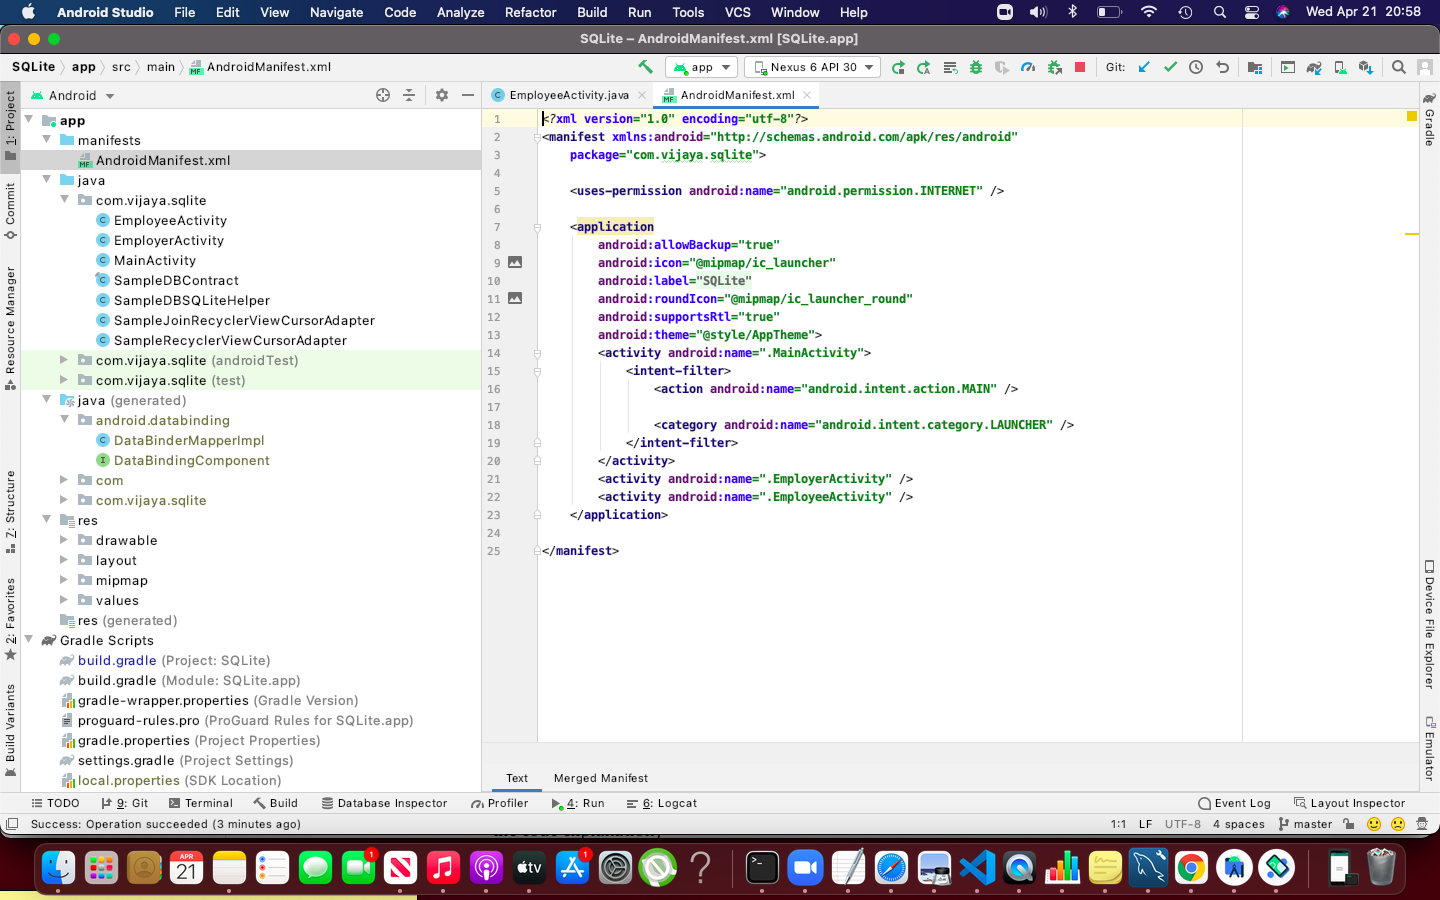 Android Studio File Edit View Navigate Code Analyze Refactor Build Run Tools VCS Window Help Wed Apr 21 20:58
SQLite – AndroidManifest.xml [SQLite.app]
SQLite app src main AndroidManifest.xml app Nexus 6 API 30 Git:
Android
EmployeeActivity.java AndroidManifest.xml
1: Project
Commit
Resource Manager
Z: Structure
2: Favorites
Build Variants
app
manifests
AndroidManifest.xml
java
com.vijaya.sqlite
EmployeeActivity
EmployerActivity
MainActivity
SampleDBContract
SampleDBSQLiteHelper
SampleJoinRecyclerViewCursorAdapter
SampleRecyclerViewCursorAdapter
com.vijaya.sqlite (androidTest)
com.vijaya.sqlite (test)
java (generated)
android.databinding
DataBinderMapperImpl
DataBindingComponent
com
com.vijaya.sqlite
res
drawable
layout
mipmap
values
res (generated)
Gradle Scripts
build.gradle (Project: SQLite)
build.gradle (Module: SQLite.app)
gradle-wrapper.properties (Gradle Version)
proguard-rules.pro (ProGuard Rules for SQLite.app)
gradle.properties (Project Properties)
settings.gradle (Project Settings)
local.properties (SDK Location)
1 <?xml version="1.0" encoding="utf-8"?>
2 <manifest xmlns:android="http://schemas.android.com/apk/res/android"
3 package="com.vijaya.sqlite">
4
5 <uses-permission android:name="android.permission.INTERNET" />
6
7 <application
8 android:allowBackup="true"
9 android:icon="@mipmap/ic_launcher"
10 android:label="SQLite"
11 android:roundIcon="@mipmap/ic_launcher_round"
12 android:supportsRtl="true"
13 android:theme="@style/AppTheme">
14 <activity android:name=".MainActivity">
15 <intent-filter>
16 <action android:name="android.intent.action.MAIN" />
17
18 <category android:name="android.intent.category.LAUNCHER" />
19 </intent-filter>
20 </activity>
21 <activity android:name=".EmployerActivity" />
22 <activity android:name=".EmployeeActivity" />
23 </application>
24
25 </manifest>
Gradle
Device File Explorer
Emulator
Text Merged Manifest
TODO 9: Git Terminal Build Database Inspector Profiler 4: Run 6: Logcat Event Log Layout Inspector
Success: Operation succeeded (3 minutes ago) 1:1 LF UTF-8 4 spaces master
APR
21
1
tv
1